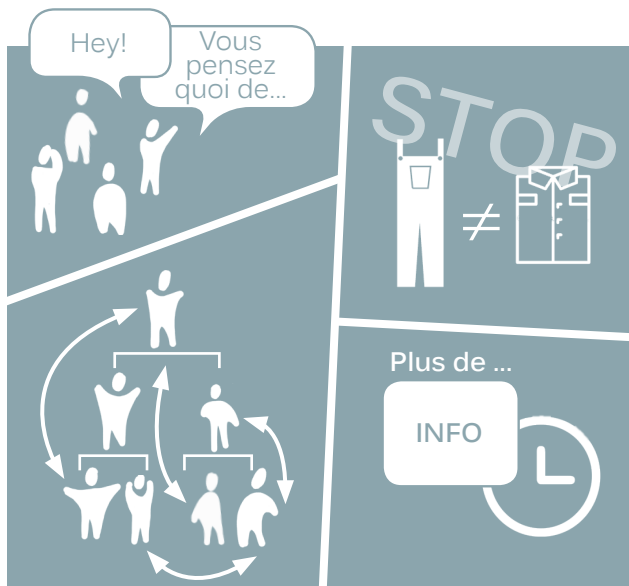 Hey!
Vous
pensez
quoi de...
STOP
≠
Plus de ...
INFO